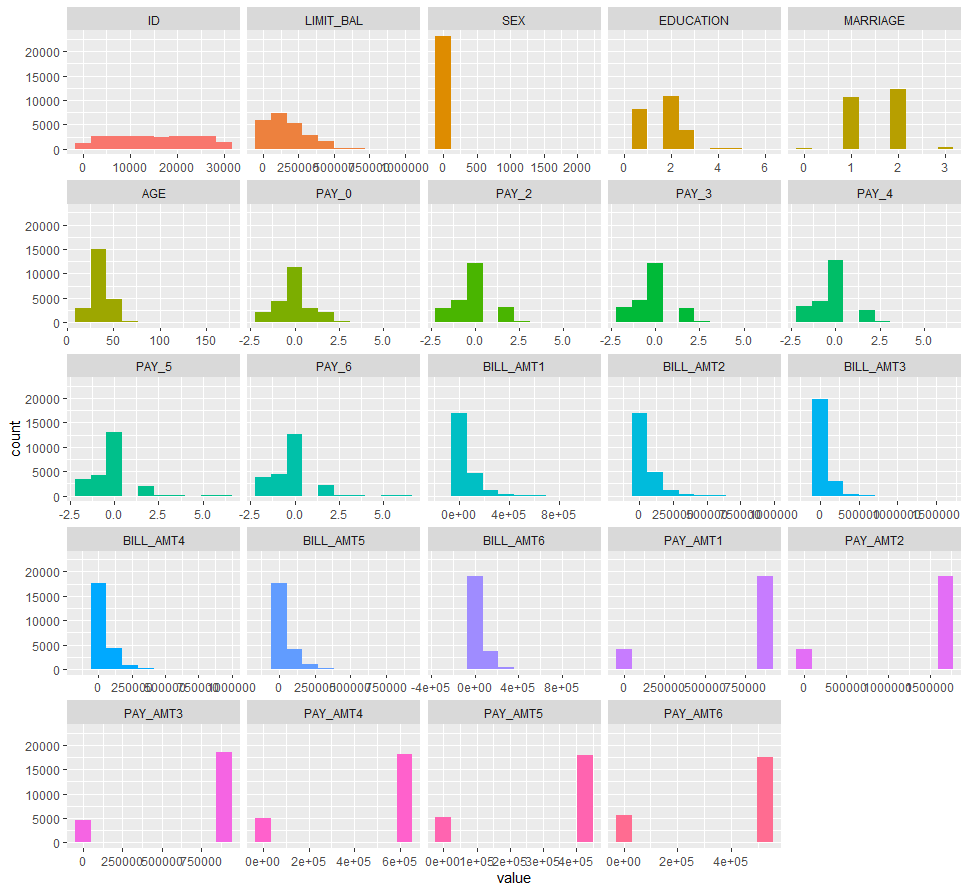 ID LIMIT_BAL SEX EDUCATION MARRIAGE
20000
15000
10000
5000
0
0 10000 20000 30000 0 250000 500000 750000 1000000 0 500 1000 1500 2000 0 2 4 6 0 1 2 3
AGE PAY_0 PAY_2 PAY_3 PAY_4
20000
15000
10000
5000
0
0 50 100 150 -2.5 0.0 2.5 5.0 -2.5 0.0 2.5 5.0 -2.5 0.0 2.5 5.0 -2.5 0.0 2.5 5.0
PAY_5 PAY_6 BILL_AMT1 BILL_AMT2 BILL_AMT3
20000
15000
10000
5000
0
-2.5 0.0 2.5 5.0 -2.5 0.0 2.5 5.0 0e+00 4e+05 8e+05 0 250000 500000 750000 1000000 0 500000 1000000 1500000
count
BILL_AMT4 BILL_AMT5 BILL_AMT6 PAY_AMT1 PAY_AMT2
20000
15000
10000
5000
0
0 250000 500000 750000 1000000 0 250000 500000 750000 -4e+05 0e+00 4e+05 8e+05 0 250000 500000 750000 0 500000 1000000 1500000
PAY_AMT3 PAY_AMT4 PAY_AMT5 PAY_AMT6
20000
15000
10000
5000
0
0 250000 500000 750000 0e+00 2e+05 4e+05 6e+05 0e+00 1e+05 2e+05 3e+05 4e+05 0e+00 2e+05 4e+05
value